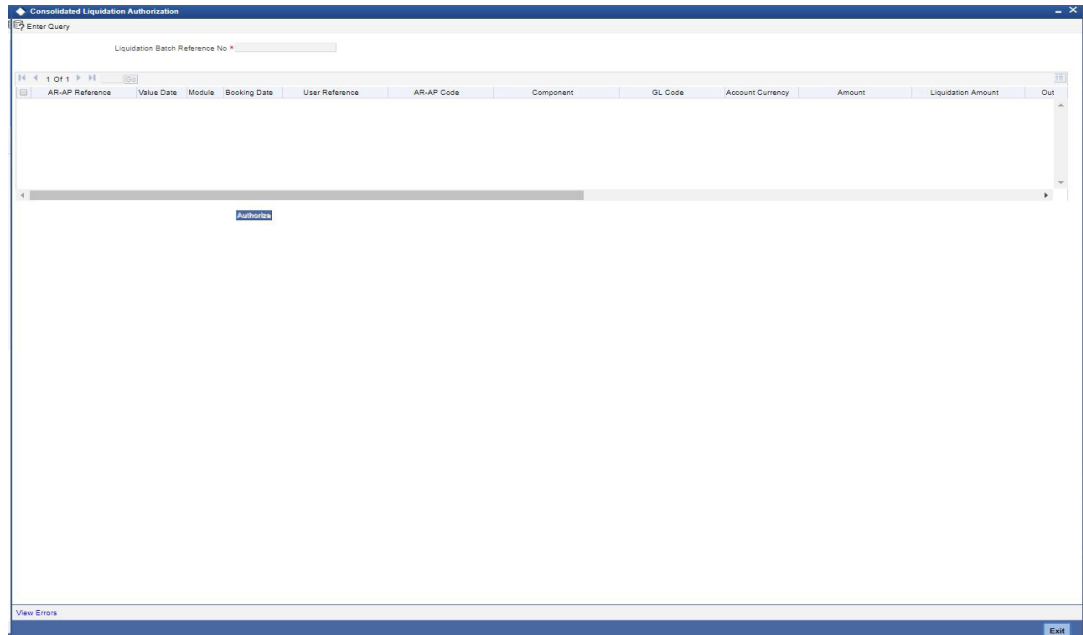 Consolidated Liquidation Authorization
Enter Query
Liquidation Batch Reference No *
1 Of 1 Go
AR-AP Reference Value Date Module Booking Date User Reference AR-AP Code Component GL Code Account Currency Amount Liquidation Amount Out
Authorize
View Errors
Exit